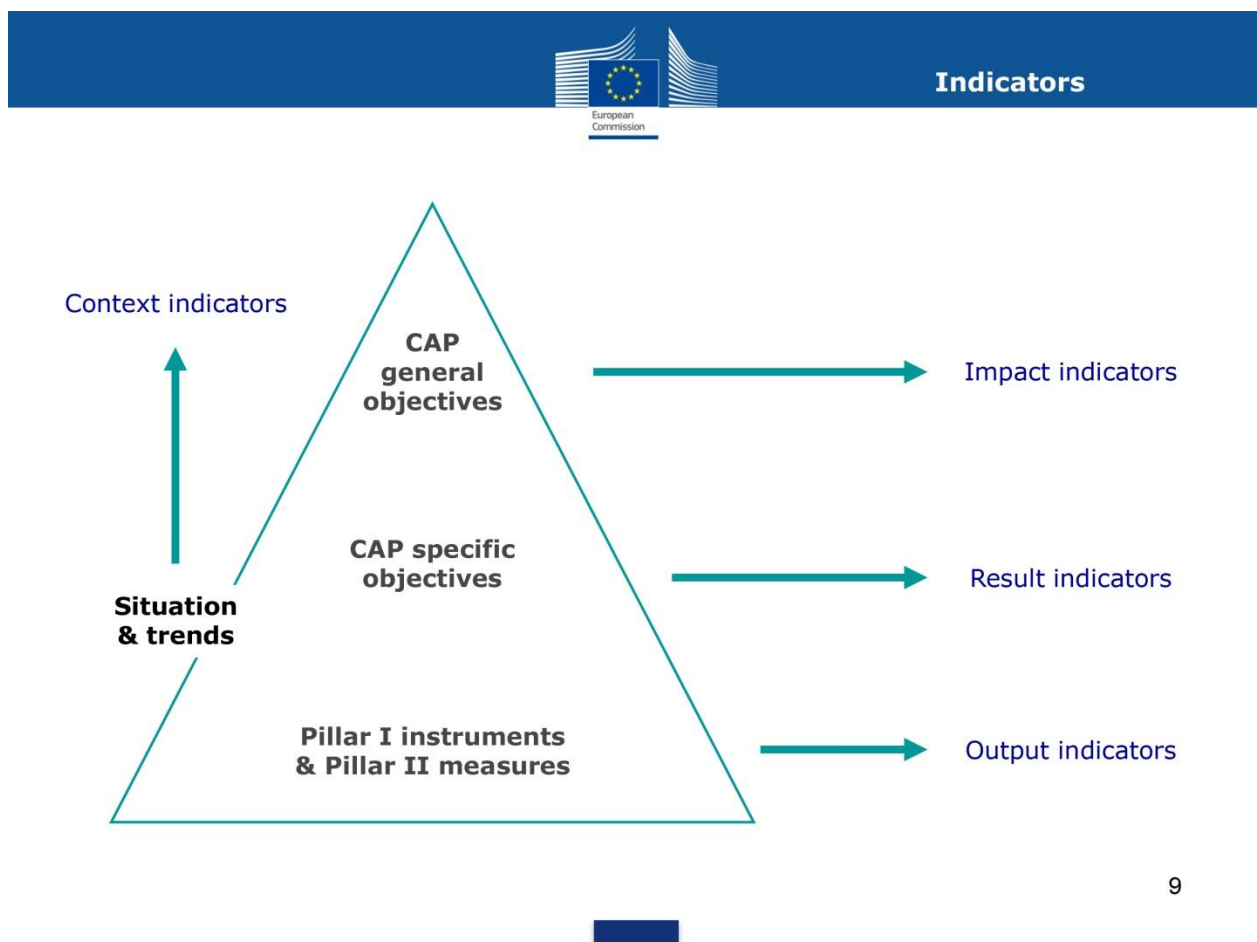 Indicators
European
Commission
Context indicators
CAP
general
objectives
Impact indicators
CAP specific
objectives
Result indicators
Situation
& trends
Pillar I instruments
& Pillar II measures
Output indicators
9